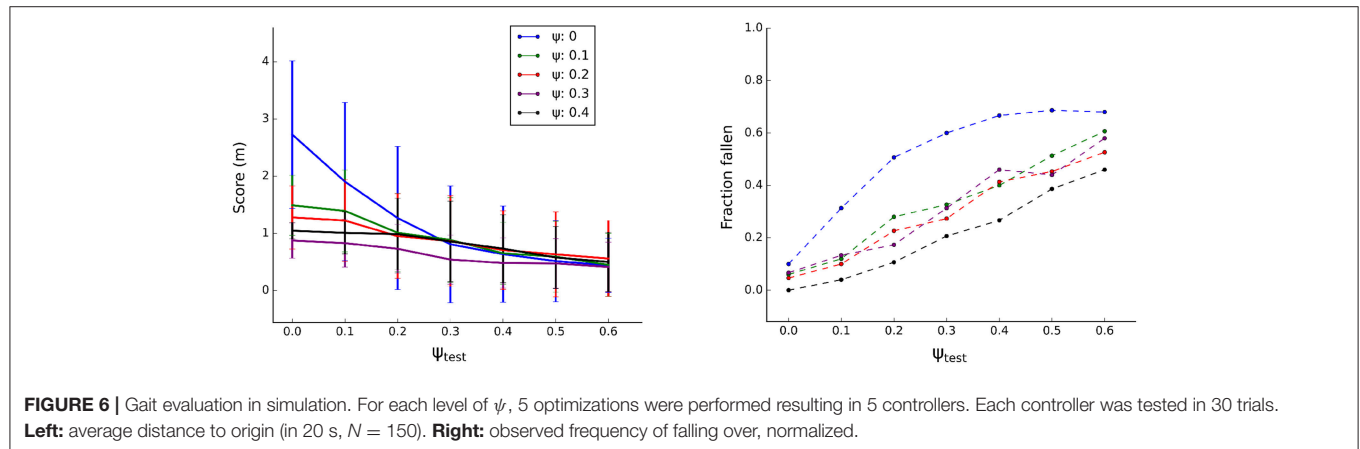 4
3
2
1
0
Score (m)
0.0 0.1 0.2 0.3 0.4 0.5 0.6
Ψtest
ψ: 0
ψ: 0.1
ψ: 0.2
ψ: 0.3
ψ: 0.4
1.0
0.8
0.6
0.4
0.2
0.0
Fraction fallen
0.0 0.1 0.2 0.3 0.4 0.5 0.6
Ψtest
FIGURE 6 | Gait evaluation in simulation. For each level of ψ, 5 optimizations were performed resulting in 5 controllers. Each controller was tested in 30 trials.
Left: average distance to origin (in 20 s, N = 150). Right: observed frequency of falling over, normalized.